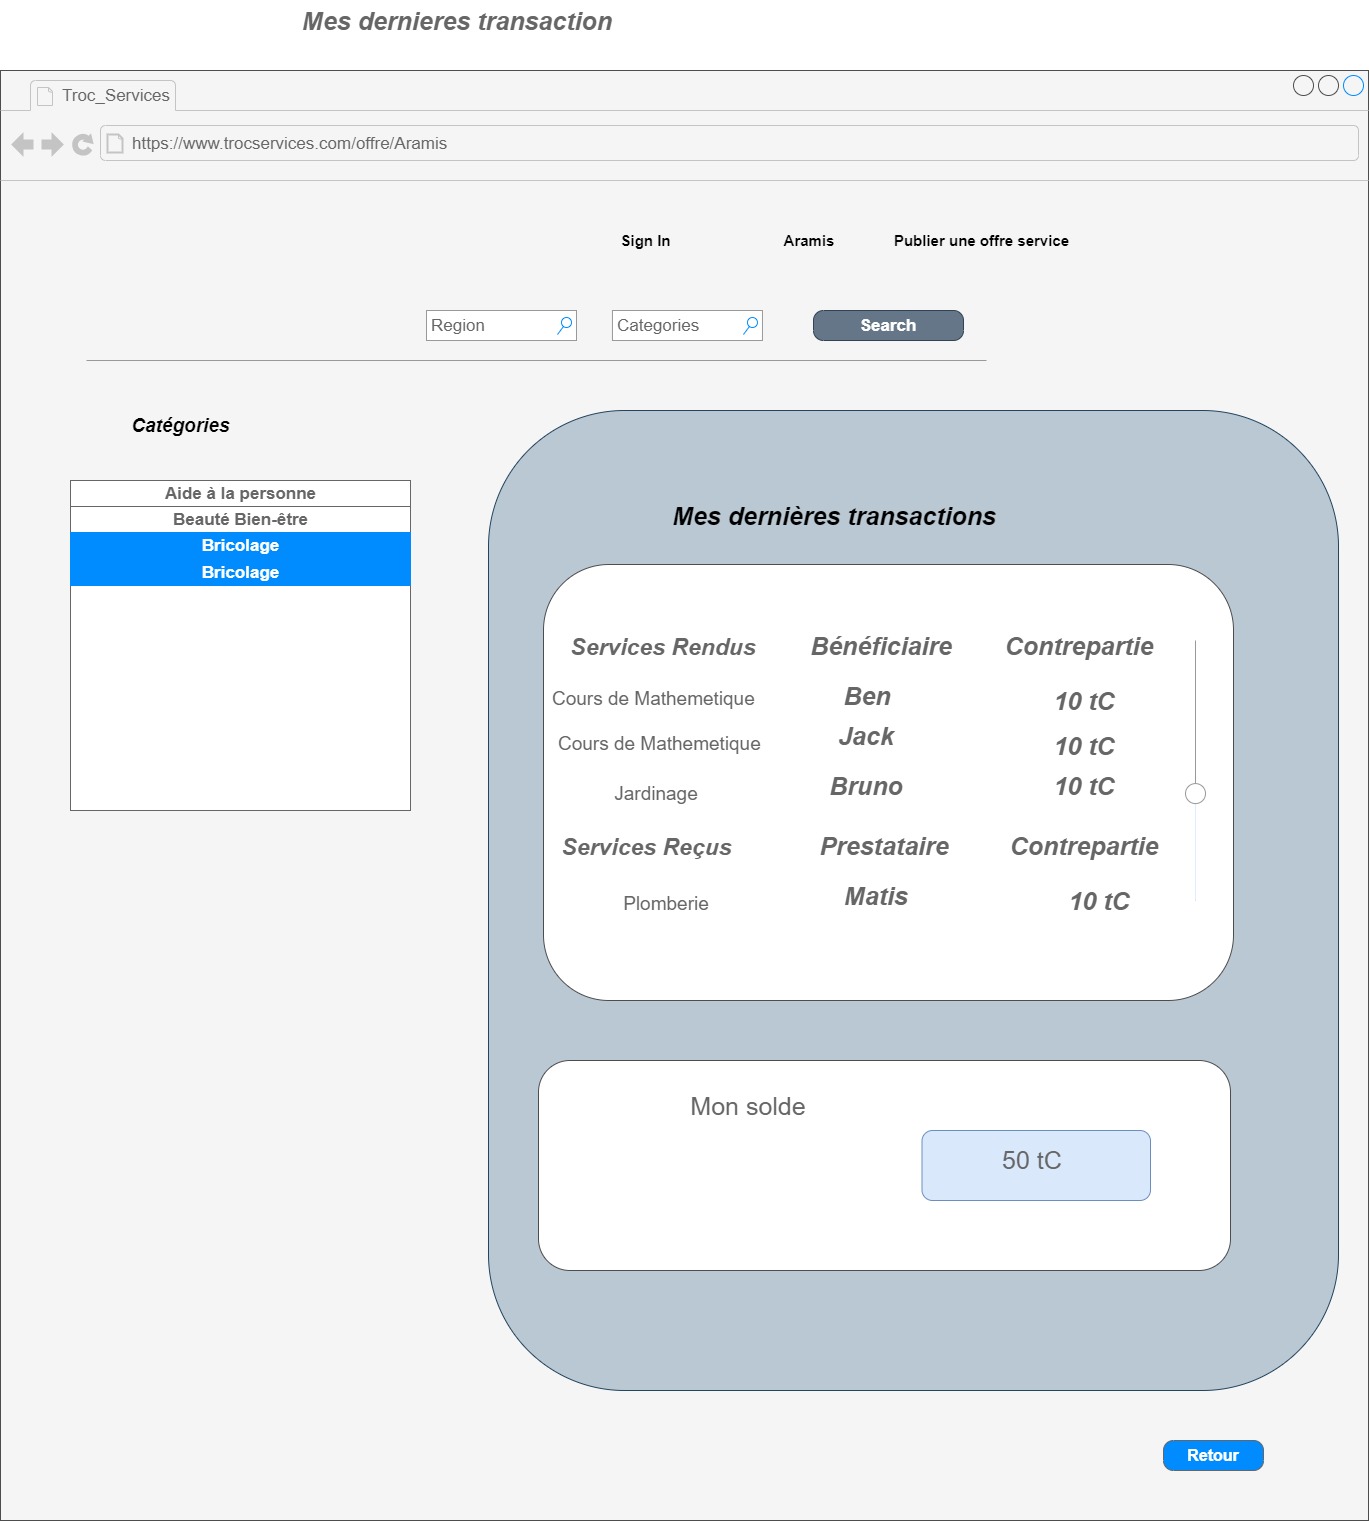 Mes dernieres transaction
Troc_Services
https://www.trocservices.com/offre/Aramis
Sign In Aramis Publier une offre service
Region Categories Search
Catégories
Aide à la personne
Beauté Bien-être
Bricolage
Bricolage
Mes dernières transactions
Services Rendus Bénéficiaire Contrepartie
Cours de Mathemetique Ben 10 tC
Cours de Mathemetique Jack 10 tC
Jardinage Bruno 10 tC
Services Reçus Prestataire Contrepartie
Plomberie Matis 10 tC
Mon solde
50 tC
Retour